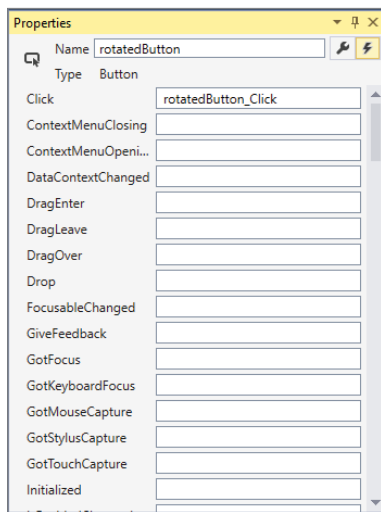 Properties
Name rotatedButton
Type Button
Click rotatedButton_Click
ContextMenuClosing
ContextMenuOpeni...
DataContextChanged
DragEnter
DragLeave
DragOver
Drop
FocusableChanged
GiveFeedback
GotFocus
GotKeyboardFocus
GotMouseCapture
GotStylusCapture
GotTouchCapture
Initialized